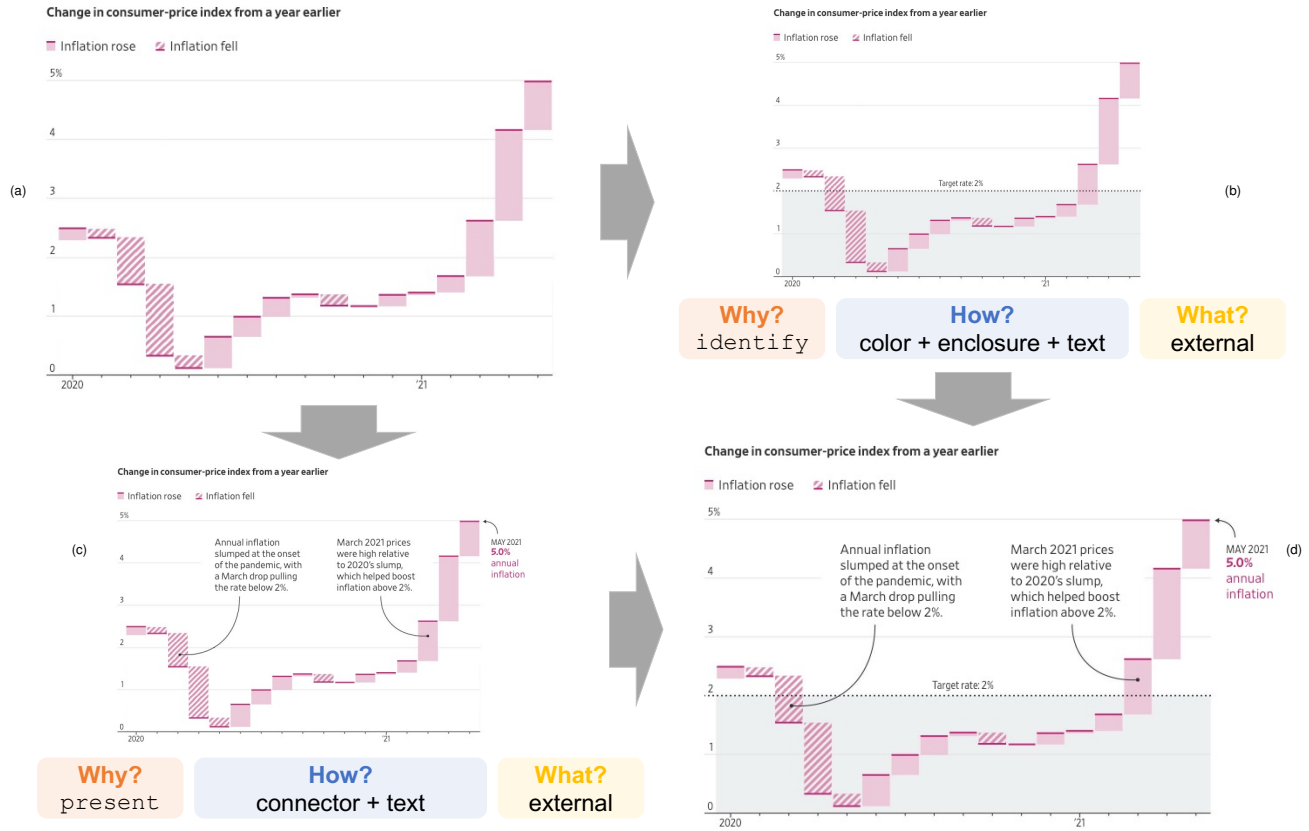 Change in consumer-price index from a year earlier
Inflation rose Inflation fell
5%
4
3
2
1
0
2020 '21
(a)
Change in consumer-price index from a year earlier
Inflation rose Inflation fell
5%
4
3
Target rate: 2%
2
1
0
2020 '21
(b)
Why?
identify
How?
color + enclosure + text
What?
external
Change in consumer-price index from a year earlier
Inflation rose Inflation fell
5%
4
3
2
1
0
2020 '21
(c)
Annual inflation
slumped at the onset
of the pandemic, with
a March drop pulling
the rate below 2%.
March 2021 prices
were high relative
to 2020's slump,
which helped boost
inflation above 2%.
MAY 2021
5.0%
annual
inflation
Why?
present
How?
connector + text
What?
external
Change in consumer-price index from a year earlier
Inflation rose Inflation fell
5%
4
3
2
1
0
2020 '21
(d)
Annual inflation
slumped at the onset
of the pandemic, with
a March drop pulling
the rate below 2%.
March 2021 prices
were high relative
to 2020's slump,
which helped boost
inflation above 2%.
MAY 2021
5.0%
annual
inflation
Target rate: 2%